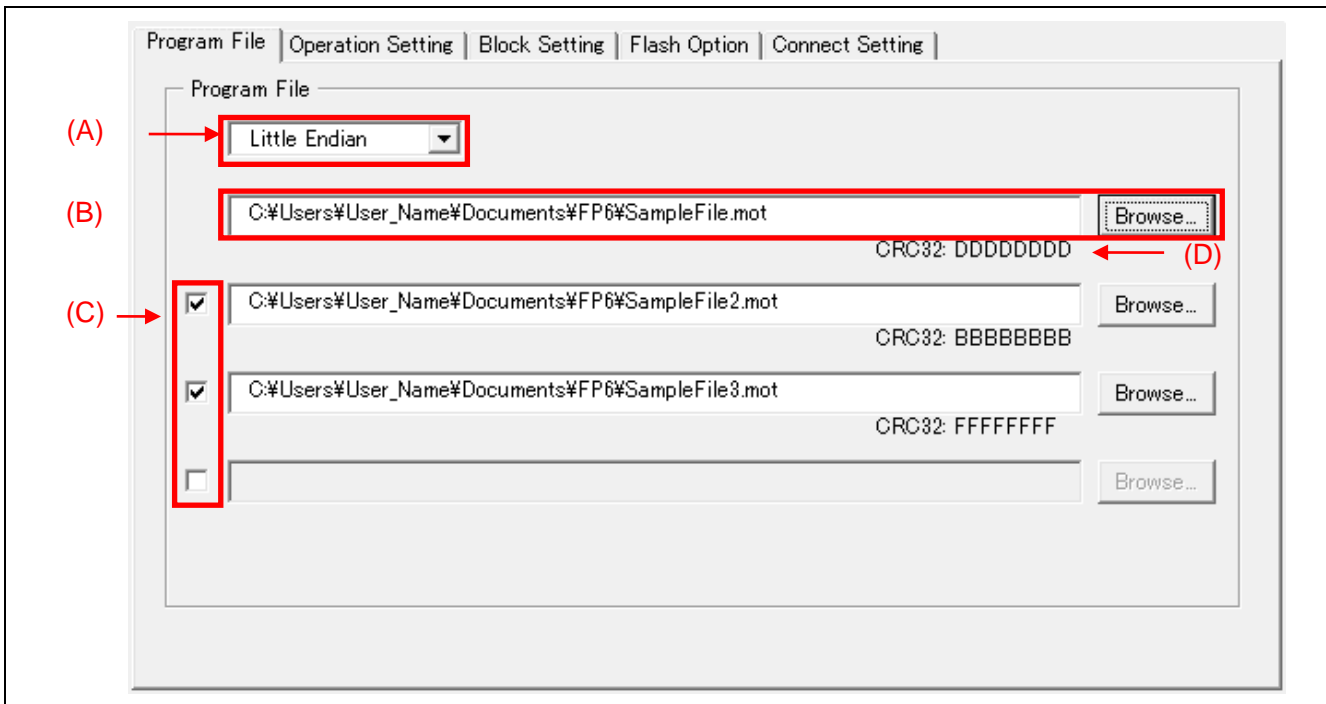 Program File | Operation Setting | Block Setting | Flash Option | Connect Setting |
Program File
(A) Little Endian
(B) C:¥Users¥User_Name¥Documents¥FP6¥SampleFile.mot Browse...
CRC32: DDDDDDDD (D)
(C) C:¥Users¥User_Name¥Documents¥FP6¥SampleFile2.mot Browse...
CRC32: BBBBBBBB
C:¥Users¥User_Name¥Documents¥FP6¥SampleFile3.mot Browse...
CRC32: FFFFFFFF
Browse...